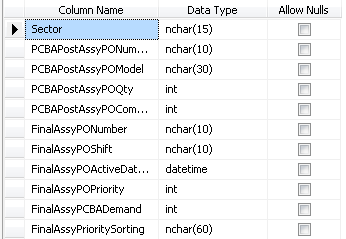 Column Name Data Type Allow Nulls
Sector nchar(15)
PCBAPostAssyPONum... nchar(10)
PCBAPostAssyPOModel nchar(30)
PCBAPostAssyPOQty int
PCBAPostAssyPOCom... int
FinalAssyPONumber nchar(10)
FinalAssyPOShift nchar(10)
FinalAssyPOActiveDat... datetime
FinalAssyPOPriority int
FinalAssyPCBADemand int
FinalAssyPrioritySorting nchar(60)